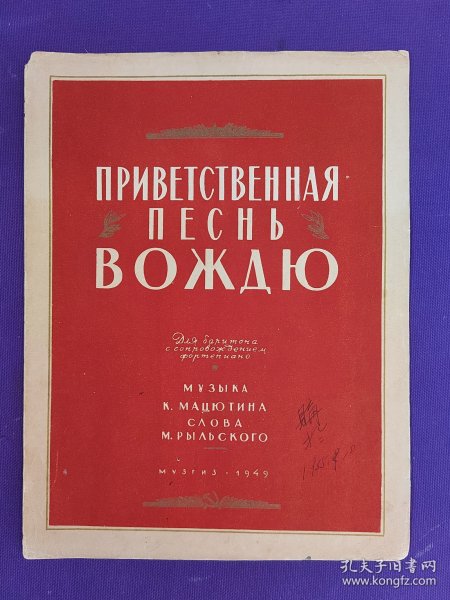 ПРИВЕТСТВЕННАЯ
ПЕСНЬ
ВОЖДЮ
Для баритона
с сопровождением
фортепиано
МУЗЫКА
К. МАЦЮТИНА
СЛОВА
М. РЫЛЬСКОГО
МУЗГИЗ · 1949
孔夫子旧书网
www.kongfz.com